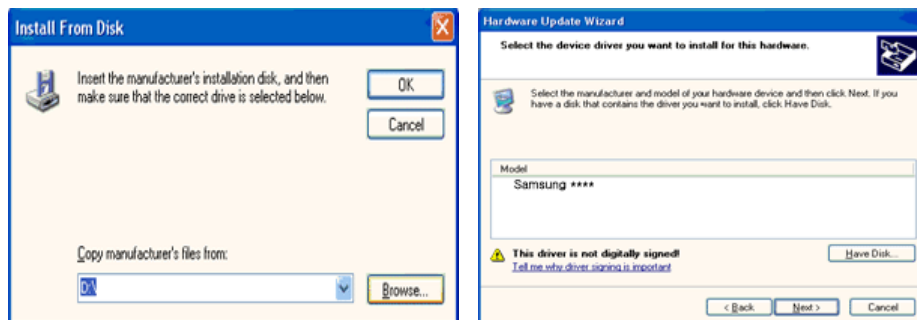 Install From Disk
Insert the manufacturer's installation disk, and then
make sure that the correct drive is selected below.
OK
Cancel
Copy manufacturer's files from:
D:\
Browse...
Hardware Update Wizard
Select the device driver you want to install for this hardware.
Select the manufacturer and model of your hardware device and then click Next. If you
have a disk that contains the driver you want to install, click Have Disk.
Model
Samsung ****
This driver is not digitally signed!
Tell me why driver signing is important
Have Disk...
< Back
Next >
Cancel